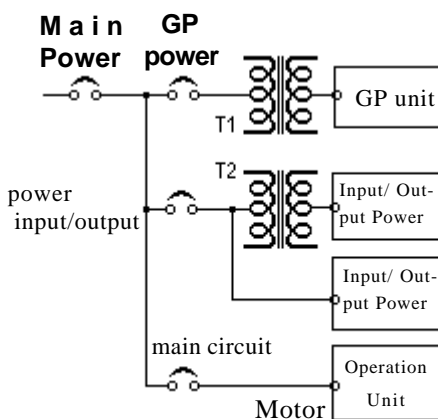 Main
Power
GP
power
T1
GP unit
T2
power
input/output
Input/ Out-
put Power
Input/ Out-
put Power
main circuit
Operation
Unit
Motor